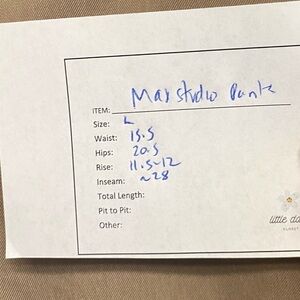 ITEM: Max studio Pants
Size: L
Waist: 15.5
Hips: 20.5
Rise: 11.5-12
Inseam: ~28
Total Length:
Pit to Pit:
Other:
little da